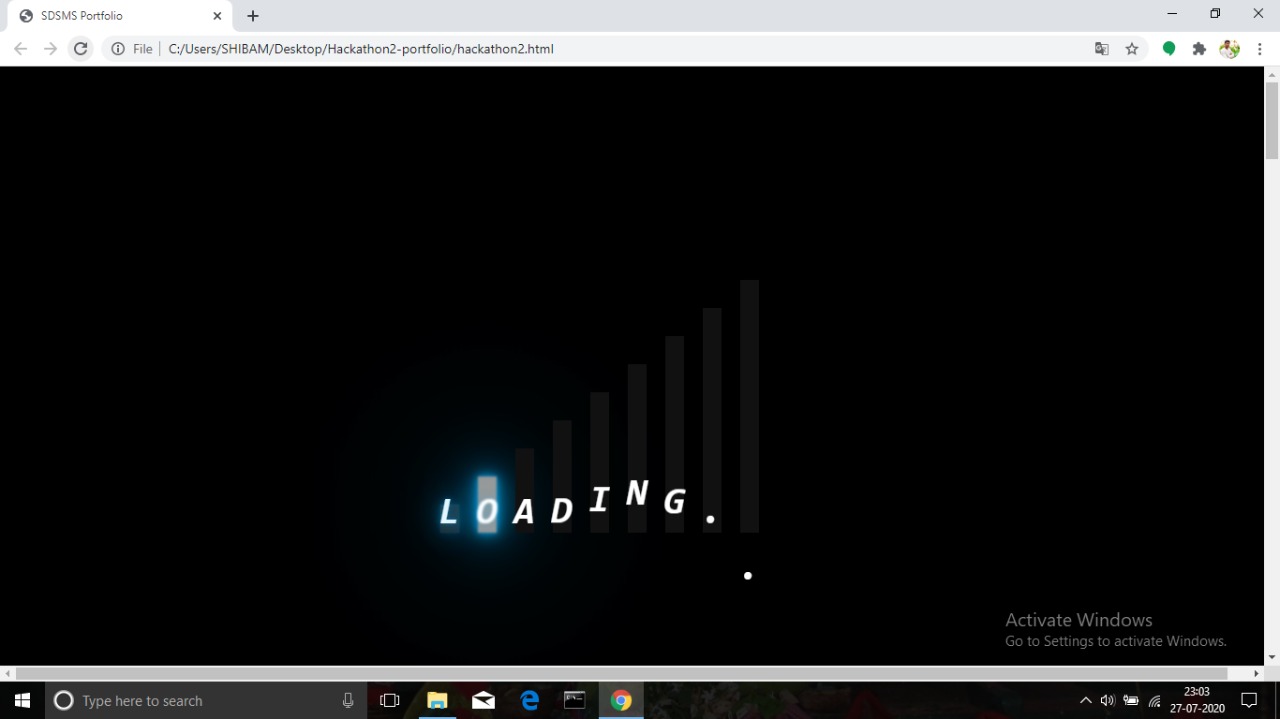 SDSMS Portfolio
File
C:/Users/SHIBAM/Desktop/Hackathon2-portfolio/hackathon2.html
LOADING..
Activate Windows
Go to Settings to activate Windows.
Type here to search
23:03
27-07-2020